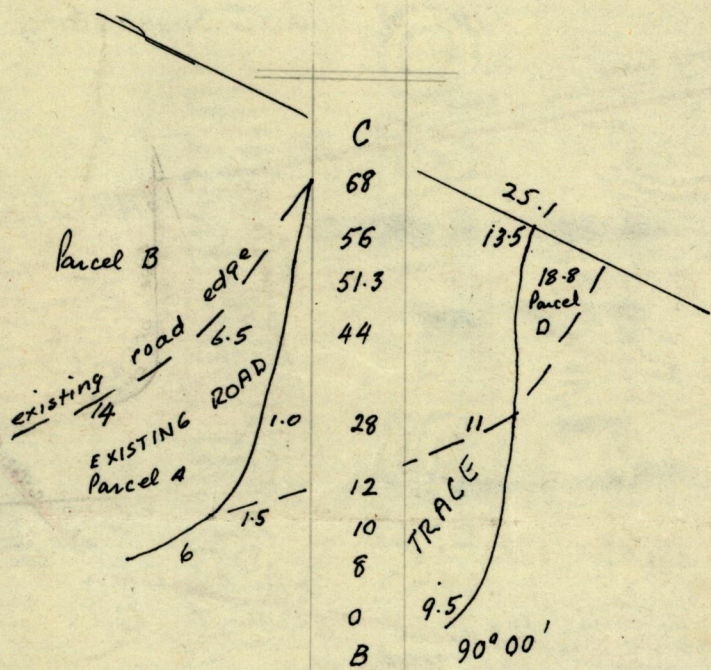 C
68
25.1
56
13.5
Parcel B
51.3
18.8
Parcel
D
existing road edge
6.5
44
14
EXISTING ROAD
Parcel A
1.0
28
11
TRACE
12
1.5
10
6
8
0
9.5
B
90° 00'